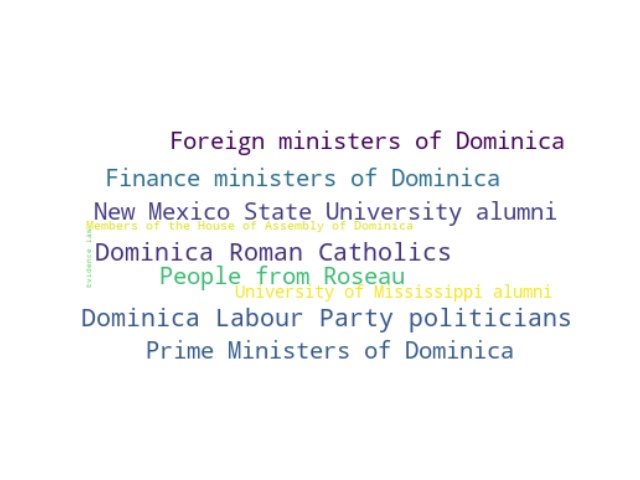 Foreign ministers of Dominica
Finance ministers of Dominica
New Mexico State University alumni
Members of the House of Assembly of Dominica
Evidence law
Dominica Roman Catholics
People from Roseau
University of Mississippi alumni
Dominica Labour Party politicians
Prime Ministers of Dominica